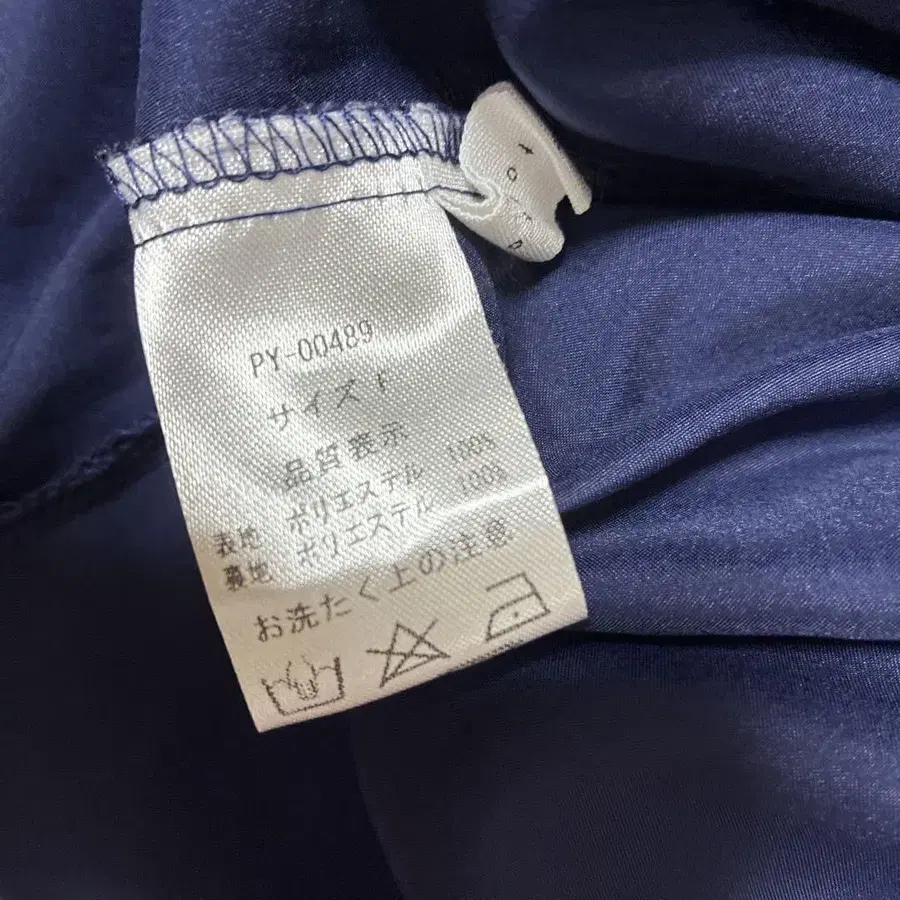 PY-00489
サイズ F
品質表示
表地 ポリエステル 100%
裏地 ポリエステル 100%
お洗たく上の注意